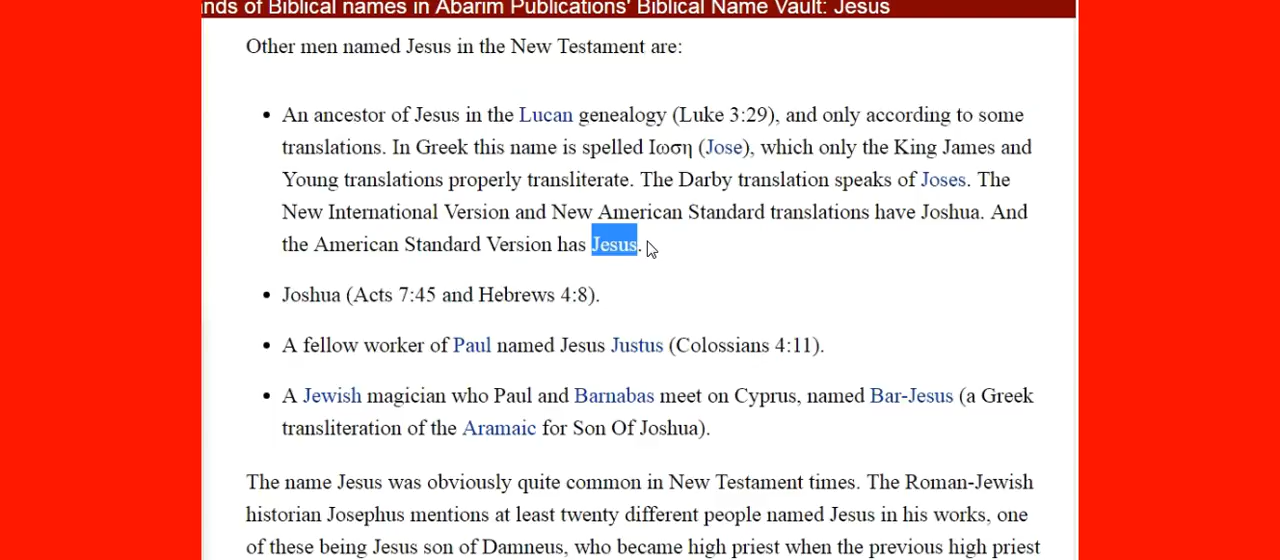 nds of Biblical names in Abarim Publications' Biblical Name Vault: Jesus
Other men named Jesus in the New Testament are:
• An ancestor of Jesus in the Lucan genealogy (Luke 3:29), and only according to some
translations. In Greek this name is spelled Ιωση (Jose), which only the King James and
Young translations properly transliterate. The Darby translation speaks of Joses. The
New International Version and New American Standard translations have Joshua. And
the American Standard Version has Jesus.
• Joshua (Acts 7:45 and Hebrews 4:8).
• A fellow worker of Paul named Jesus Justus (Colossians 4:11).
• A Jewish magician who Paul and Barnabas meet on Cyprus, named Bar-Jesus (a Greek
transliteration of the Aramaic for Son Of Joshua).
The name Jesus was obviously quite common in New Testament times. The Roman-Jewish
historian Josephus mentions at least twenty different people named Jesus in his works, one
of these being Jesus son of Damneus, who became high priest when the previous high priest